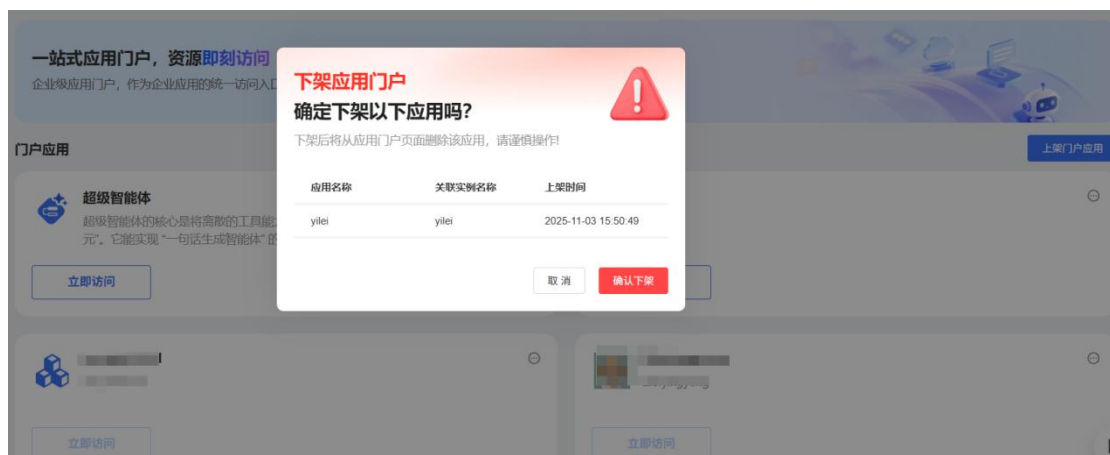 一站式应用门户，资源即刻访问
企业级应用门户，作为企业应用的统一访问入口
下架应用门户
确定下架以下应用吗?
下架后将从应用门户页面删除该应用，请谨慎操作!
应用名称 关联实例名称 上架时间
yilei yilei 2025-11-03 15:50:49
取 消 确认下架
门户应用
上架门户应用
超级智能体
超级智能体的核心是将离散的工具能
元”。它能实现 “一句话生成智能体” 的
立即访问
立即访问
立即访问